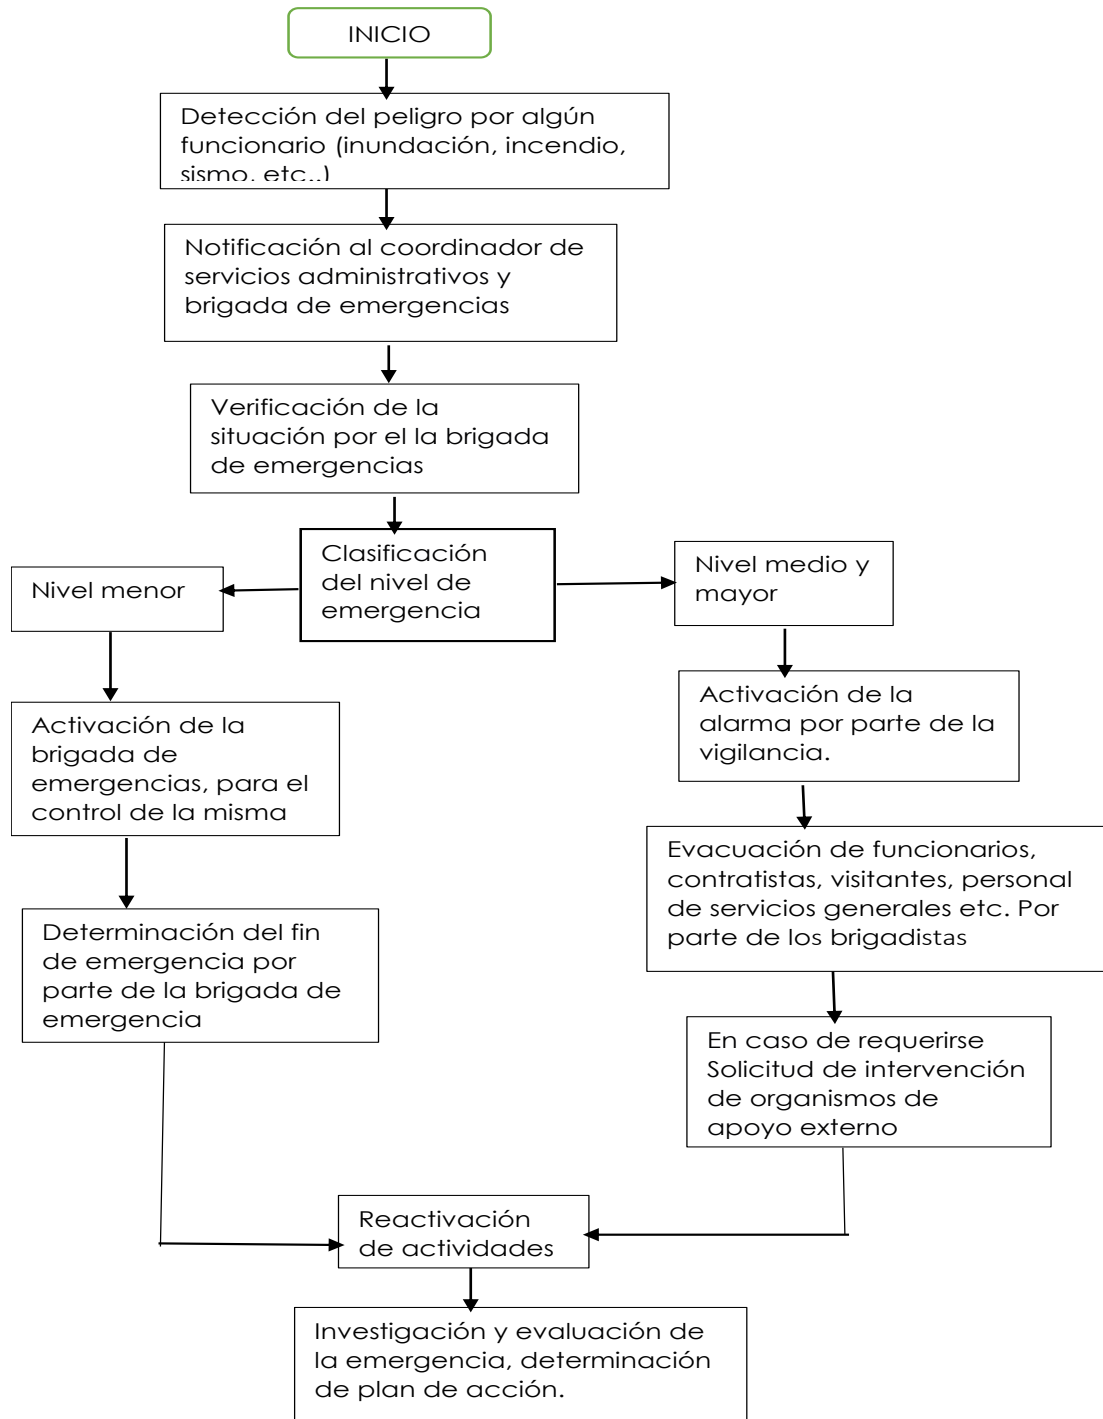 INICIO
Detección del peligro por algún
funcionario (inundación, incendio,
sismo, etc..)
Notificación al coordinador de
servicios administrativos y
brigada de emergencias
Verificación de la
situación por el la brigada
de emergencias
Clasificación
del nivel de
emergencia
Nivel menor
Nivel medio y
mayor
Activación de la
brigada de
emergencias, para el
control de la misma
Activación de la
alarma por parte de la
vigilancia.
Evacuación de funcionarios,
contratistas, visitantes, personal
de servicios generales etc. Por
parte de los brigadistas
Determinación del fin
de emergencia por
parte de la brigada de
emergencia
En caso de requerirse
Solicitud de intervención
de organismos de
apoyo externo
Reactivación
de actividades
Investigación y evaluación de
la emergencia, determinación
de plan de acción.